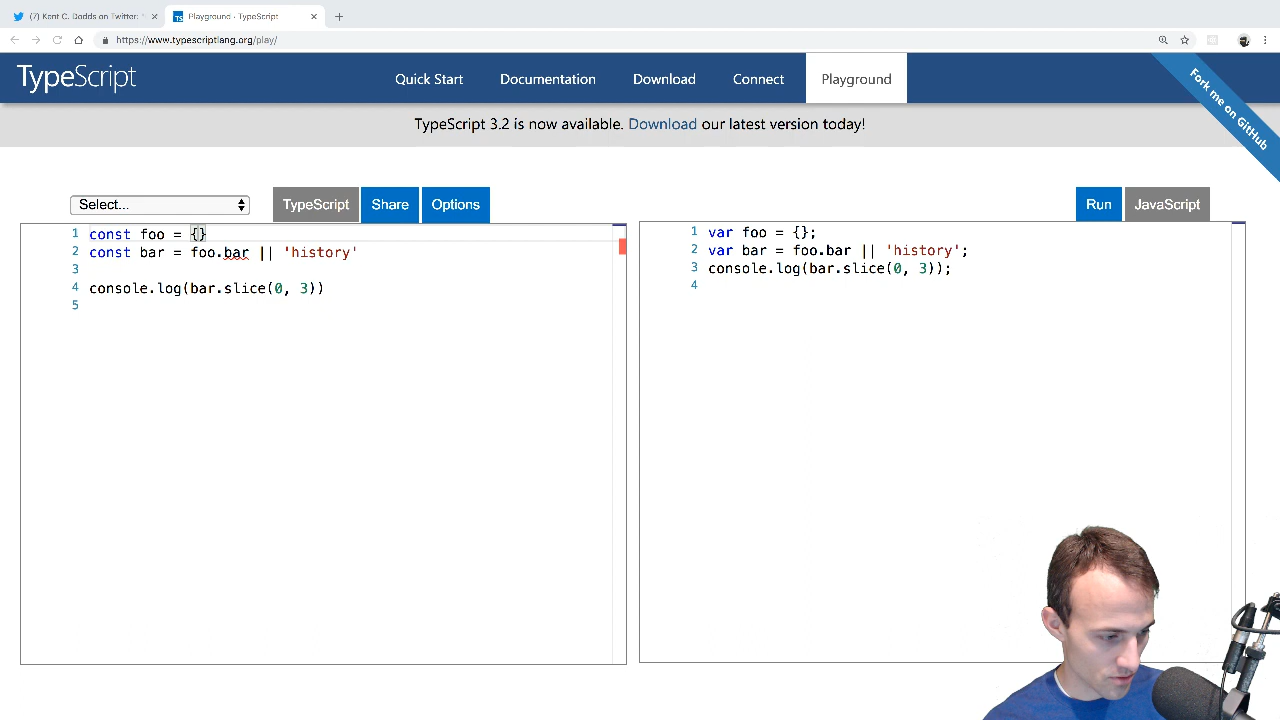 (7) Kent C. Dodds on Twitter: "
Playground · TypeScript
https://www.typescriptlang.org/play/
TypeScript
Quick Start
Documentation
Download
Connect
Playground
Fork me on GitHub
TypeScript 3.2 is now available. Download our latest version today!
Select...
TypeScript
Share
Options
Run
JavaScript
1 const foo = {}
2 const bar = foo.bar || 'history'
3
4 console.log(bar.slice(0, 3))
5
1 var foo = {};
2 var bar = foo.bar || 'history';
3 console.log(bar.slice(0, 3));
4